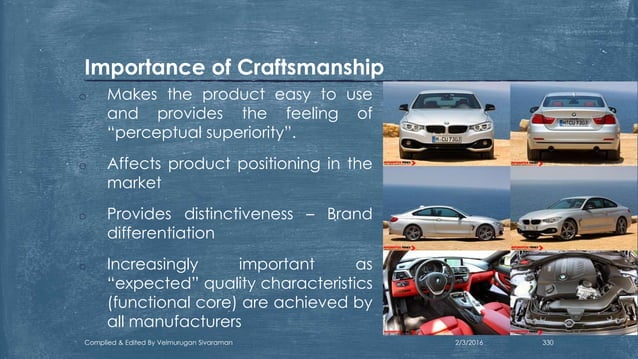 Importance of Craftsmanship
○ Makes the product easy to use
and provides the feeling of
“perceptual superiority”.
○ Affects product positioning in the
market
○ Provides distinctiveness – Brand
differentiation
○ Increasingly important as
“expected” quality characteristics
(functional core) are achieved by
all manufacturers
Complied & Edited By Velmurugan Sivaraman
2/3/2016
330